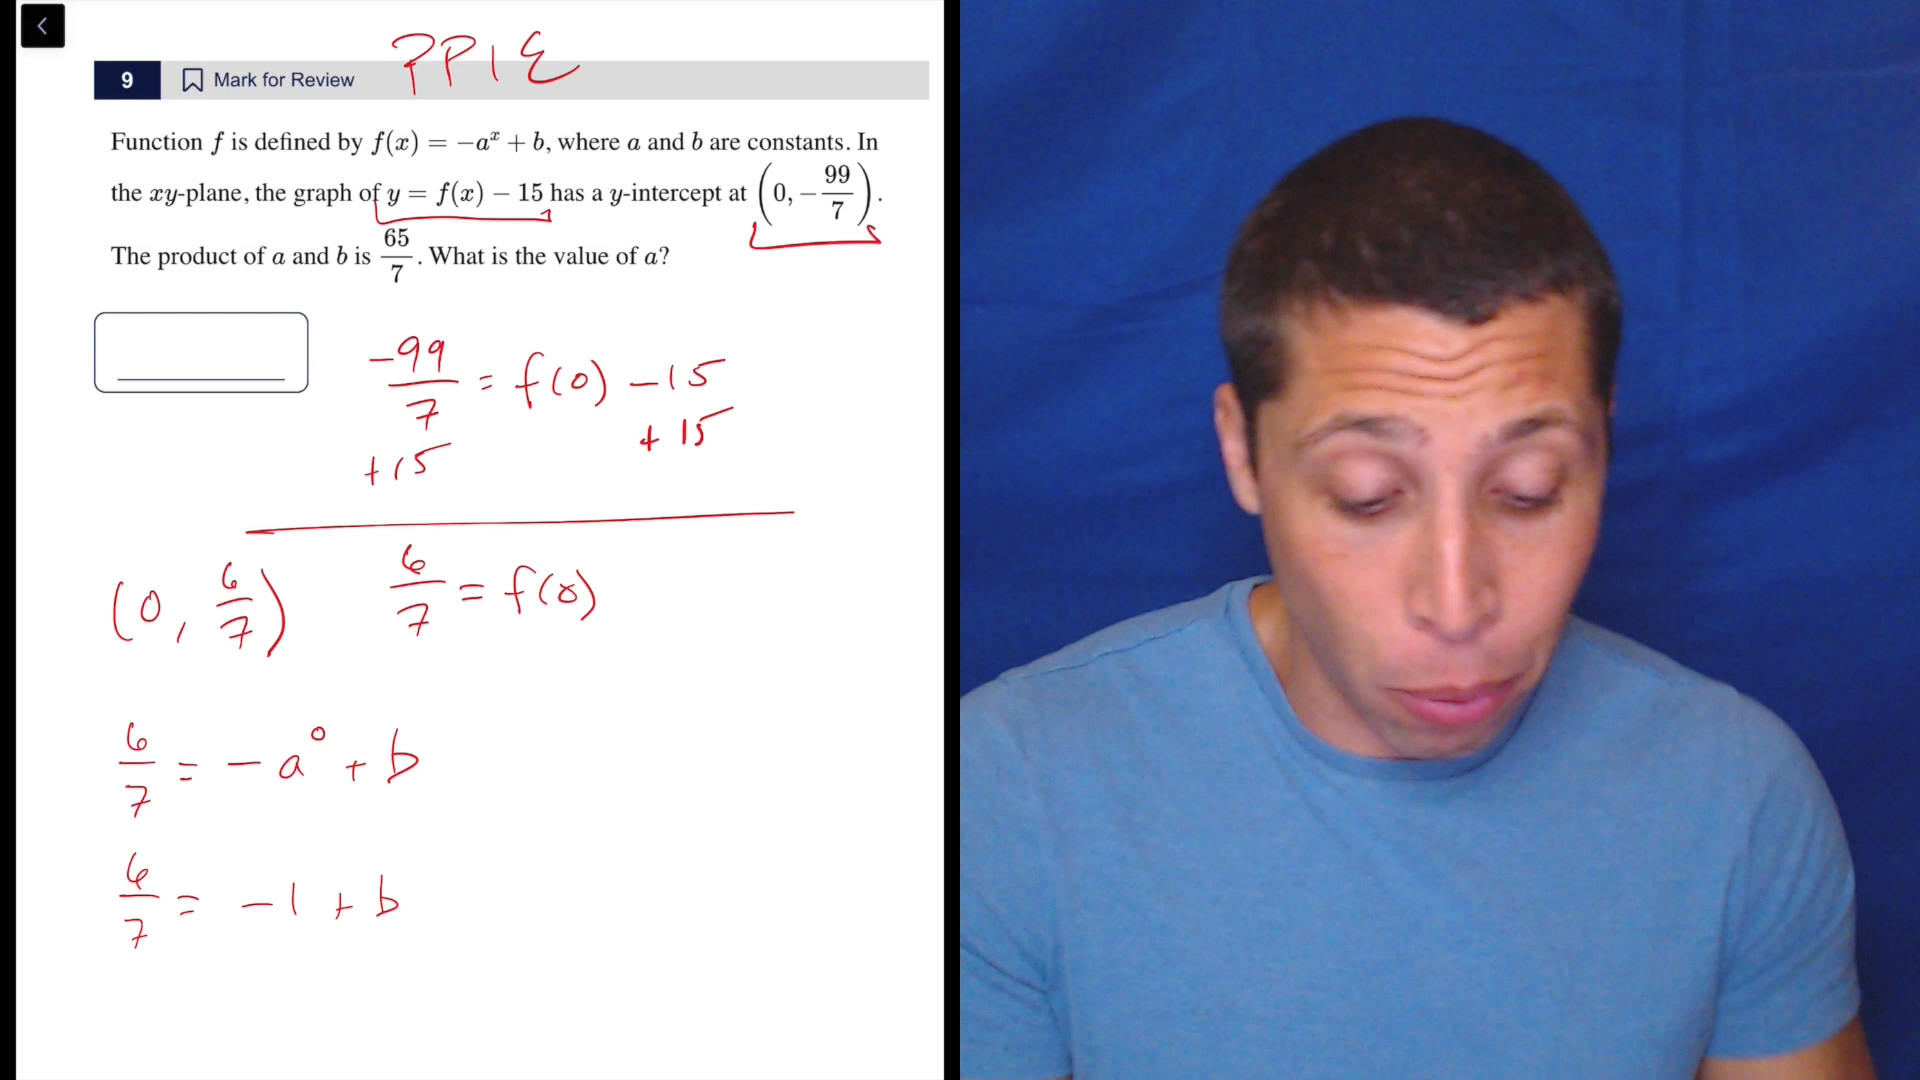 PPIE
9 Mark for Review
Function f is defined by f(x) = −aˣ + b, where a and b are constants. In
the xy-plane, the graph of y = f(x) − 15 has a y-intercept at (0, −99/7).
The product of a and b is 65/7. What is the value of a?
-99/7 = f(0) -15
+15 +15
(0, 6/7) 6/7 = f(0)
6/7 = -a⁰ + b
6/7 = -1 + b